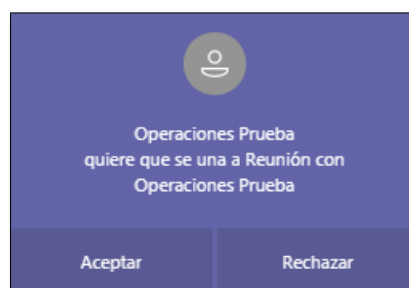 Operaciones Prueba
quiere que se una a Reunión con
Operaciones Prueba
Aceptar
Rechazar